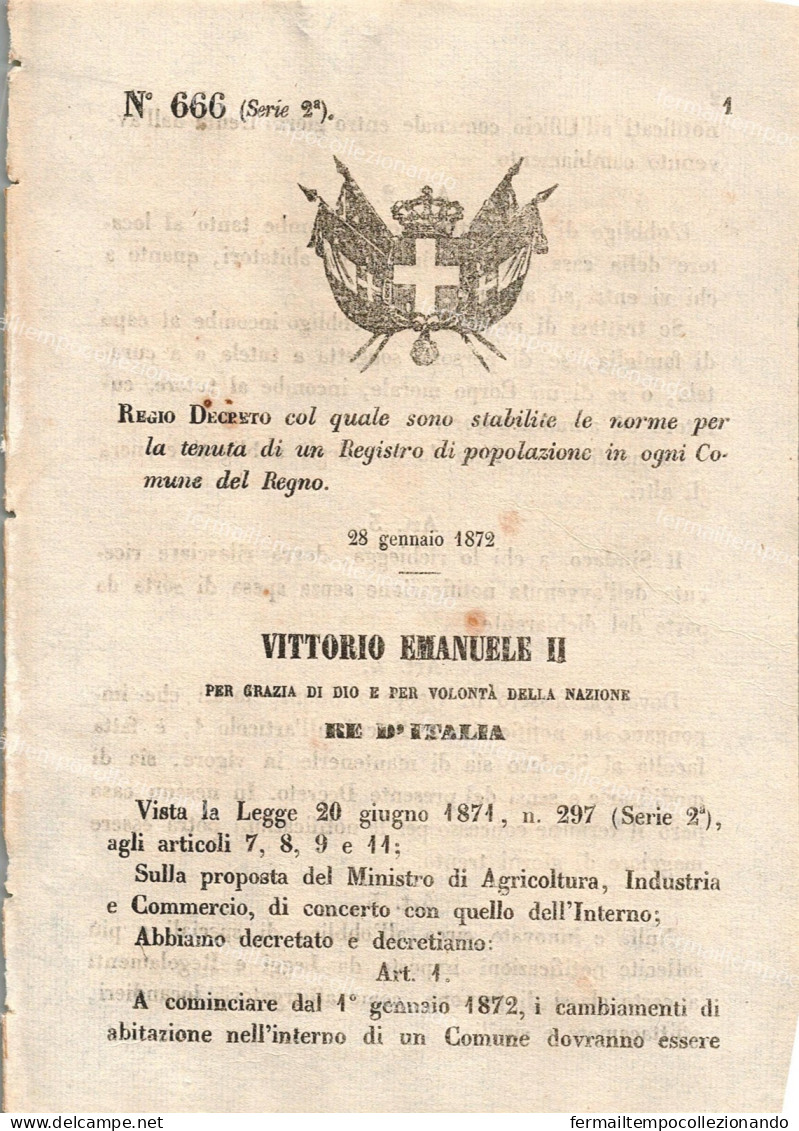 N° 666 (Serie 2ª). 1
REGIO DECRETO col quale sono stabilite le norme per
la tenuta di un Registro di popolazione in ogni Co-
mune del Regno.
28 gennaio 1872
VITTORIO EMANUELE II
PER GRAZIA DI DIO E PER VOLONTÀ DELLA NAZIONE
RE D'ITALIA
Vista la Legge 20 giugno 1871, n. 297 (Serie 2ª),
agli articoli 7, 8, 9 e 11;
Sulla proposta del Ministro di Agricoltura, Industria
e Commercio, di concerto con quello dell'Interno;
Abbiamo decretato e decretiamo:
Art. 1.
A cominciare dal 1° gennaio 1872, i cambiamenti di
abitazione nell'interno di un Comune dovranno essere
delcampe.net
fermailtempocollezionando